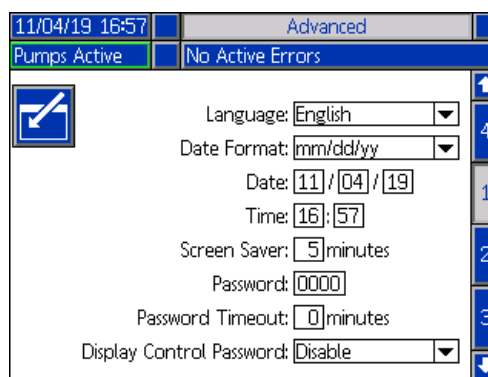 11/04/19 16:57 Advanced
Pumps Active No Active Errors
4
Language: English
Date Format: mm/dd/yy
Date: 11 / 04 / 19
1
Time: 16 : 57
Screen Saver: 5 minutes
2
Password: 0000
Password Timeout: 0 minutes
3
Display Control Password: Disable